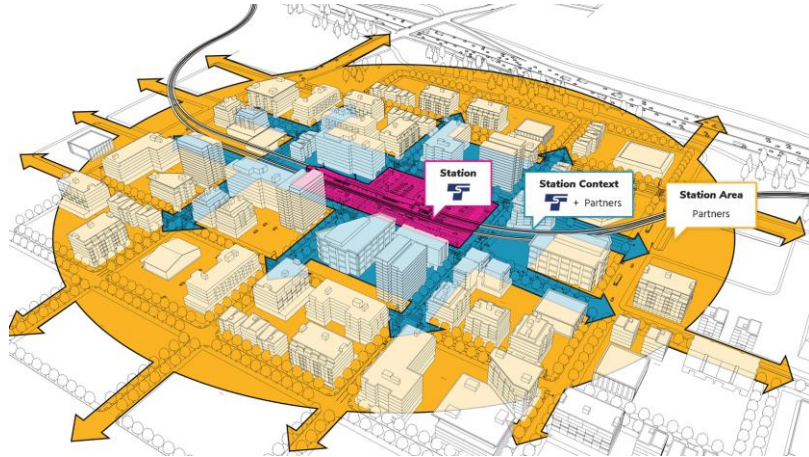 Station
Station Context
+ Partners
Station Area
Partners